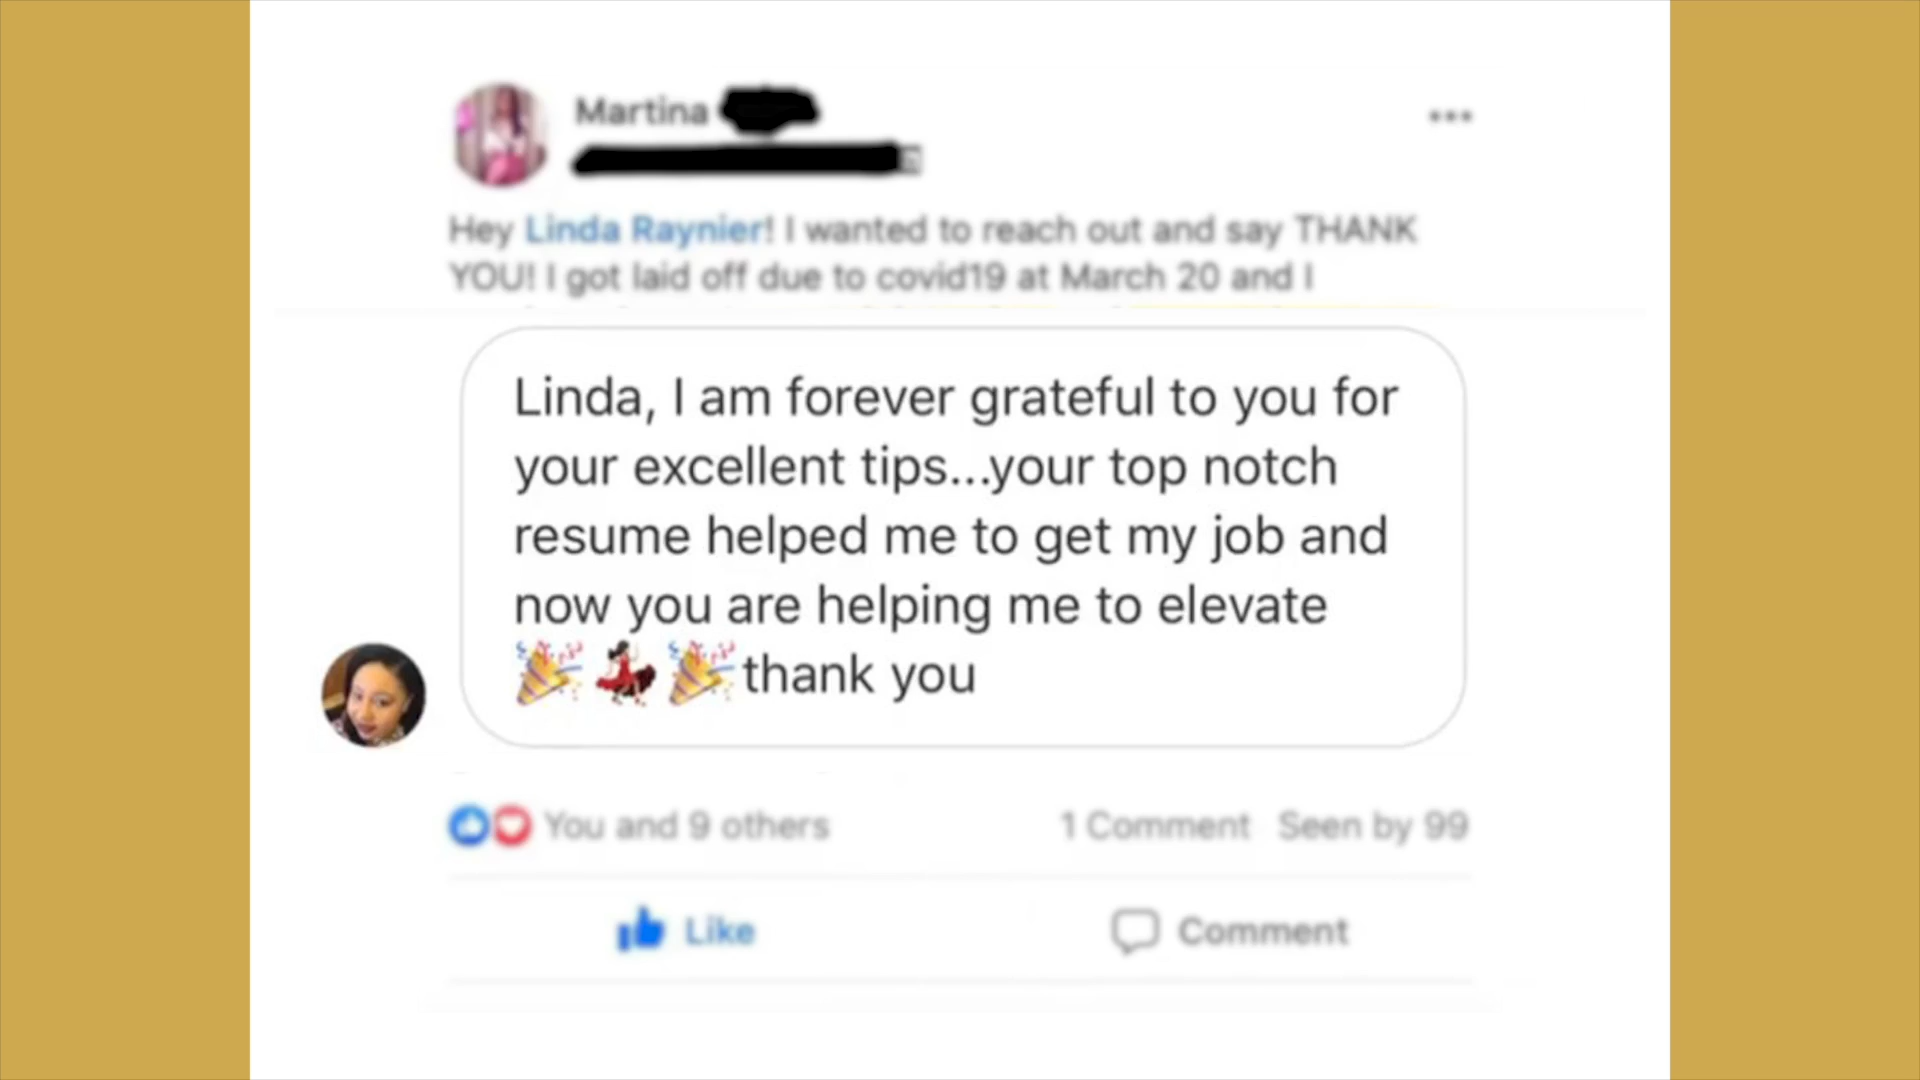 Martina
Hey Linda Raynier! I wanted to reach out and say THANK
YOU! I got laid off due to covid19 at March 20 and I
Linda, I am forever grateful to you for
your excellent tips...your top notch
resume helped me to get my job and
now you are helping me to elevate
🎉💃🎉thank you
You and 9 others 1 Comment Seen by 99
Like Comment